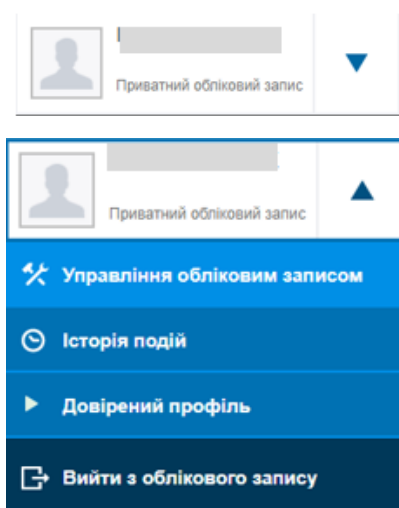 Приватний обліковий запис
Приватний обліковий запис
Управління обліковим записом
Історія подій
Довірений профіль
Вийти з облікового запису